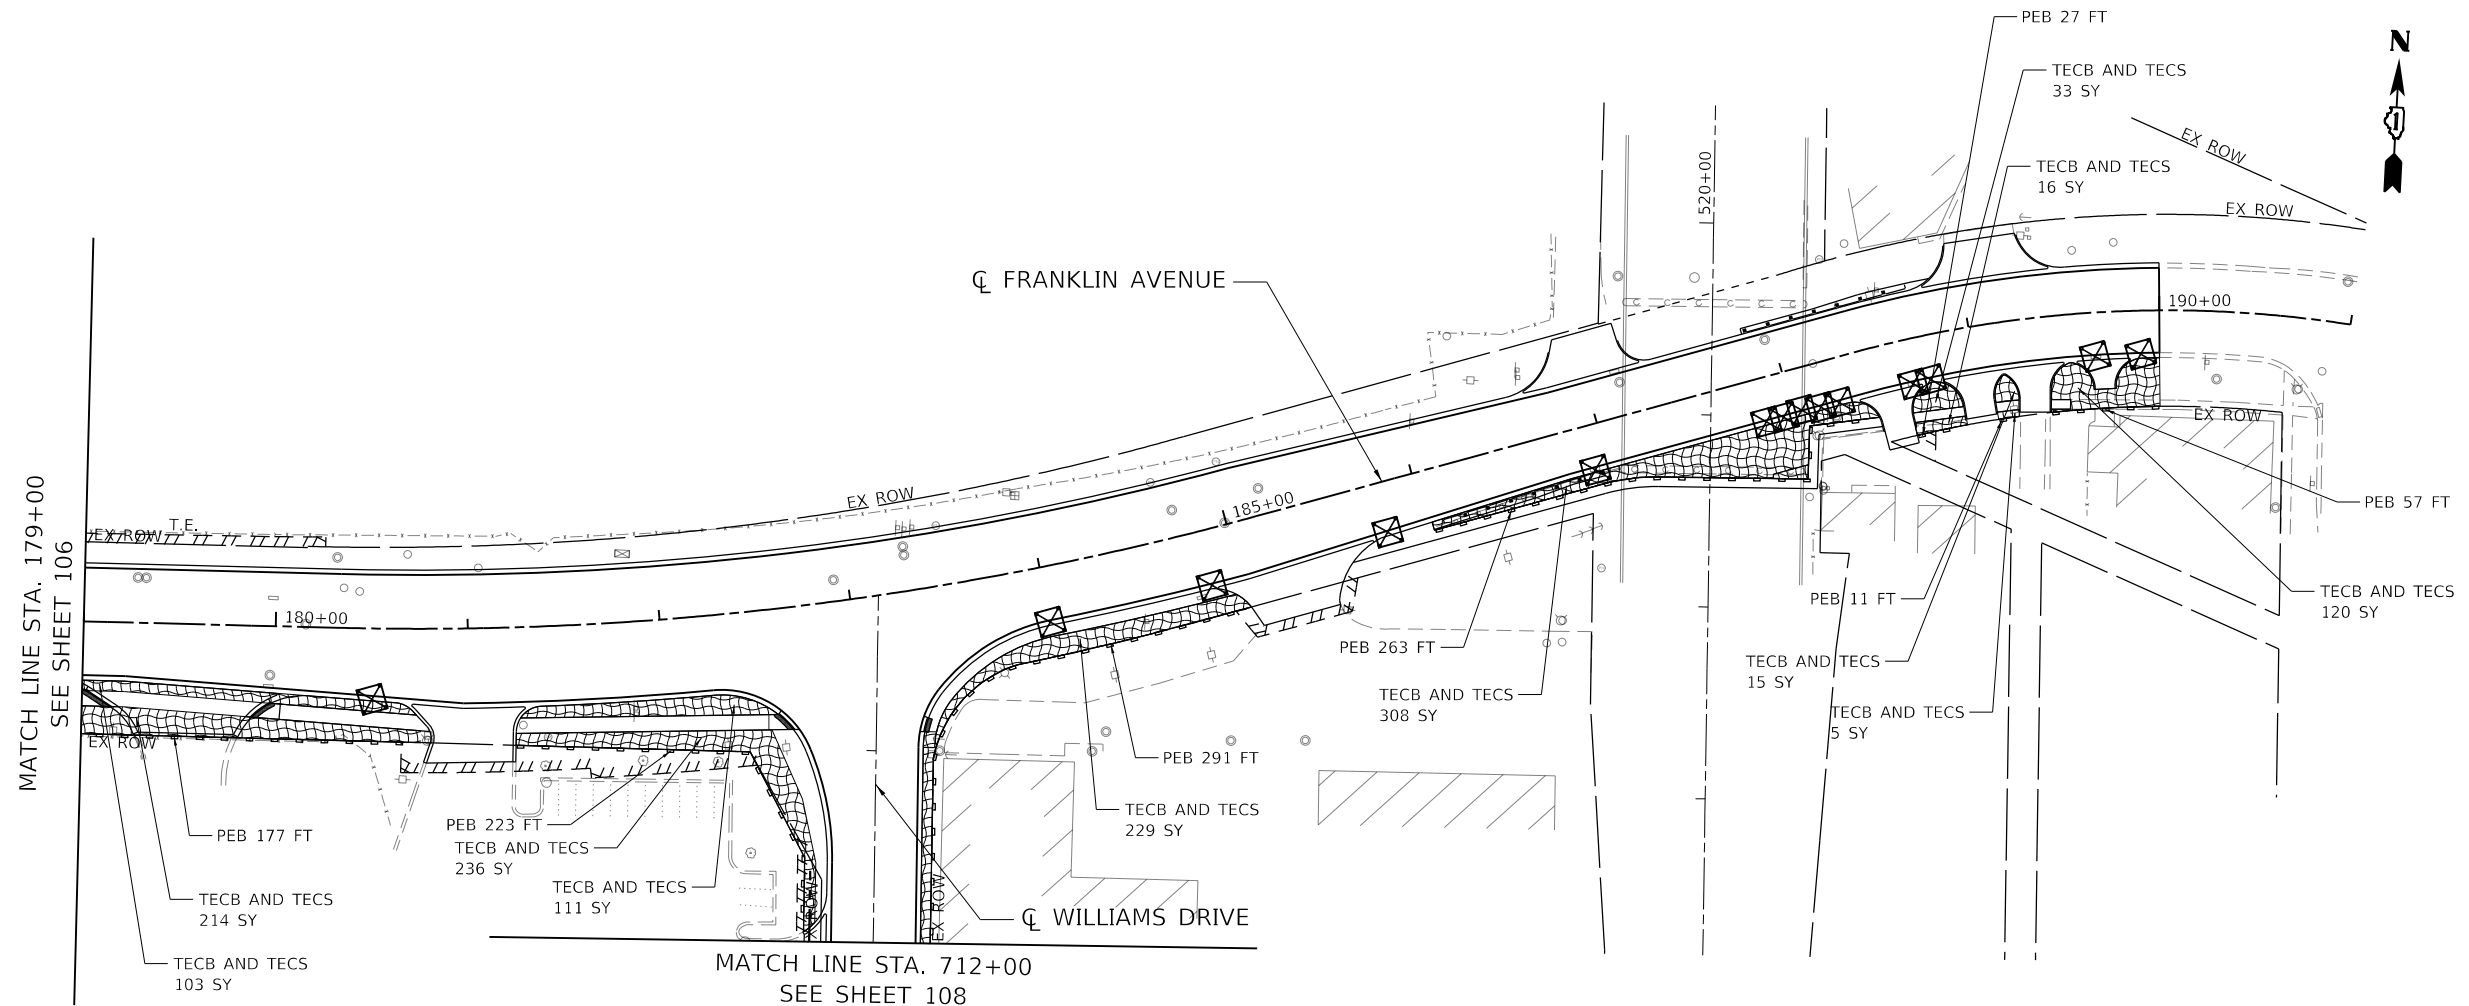 PEB 27 FT
N
TECB AND TECS
33 SY
TECB AND TECS
16 SY
EX ROW
520+00
EX ROW
1
℄ FRANKLIN AVENUE
190+00
EX ROW
EX ROW
185+00
PEB 57 FT
MATCH LINE STA. 179+00
SEE SHEET 106
T.E.
EX ROW
180+00
TECB AND TECS
120 SY
PEB 11 FT
PEB 263 FT
TECB AND TECS
15 SY
TECB AND TECS
308 SY
TECB AND TECS
5 SY
EX ROW
PEB 291 FT
TECB AND TECS
229 SY
PEB 177 FT
PEB 223 FT
TECB AND TECS
236 SY
TECB AND TECS
111 SY
TECB AND TECS
214 SY
EX ROW
EX ROW
℄ WILLIAMS DRIVE
TECB AND TECS
103 SY
MATCH LINE STA. 712+00
SEE SHEET 108